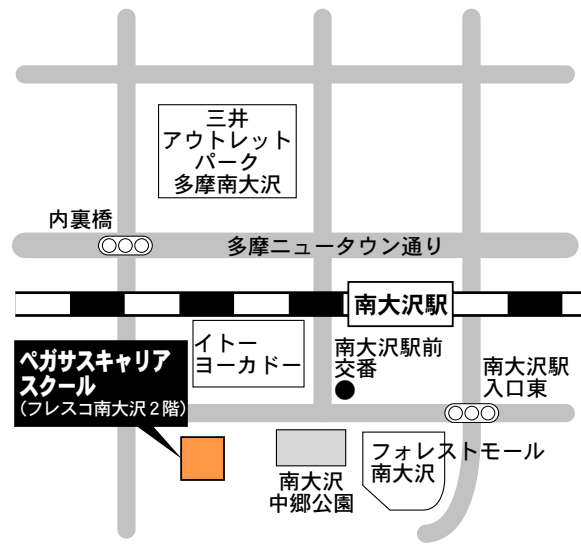 三井
アウトレット
パーク
多摩南大沢
内裏橋
多摩ニュータウン通り
南大沢駅
イトー
ヨーカドー
南大沢駅前
交番
南大沢駅
入口東
ペガサスキャリア
スクール
(フレスコ南大沢2階)
フォレストモール
南大沢
南大沢
中郷公園